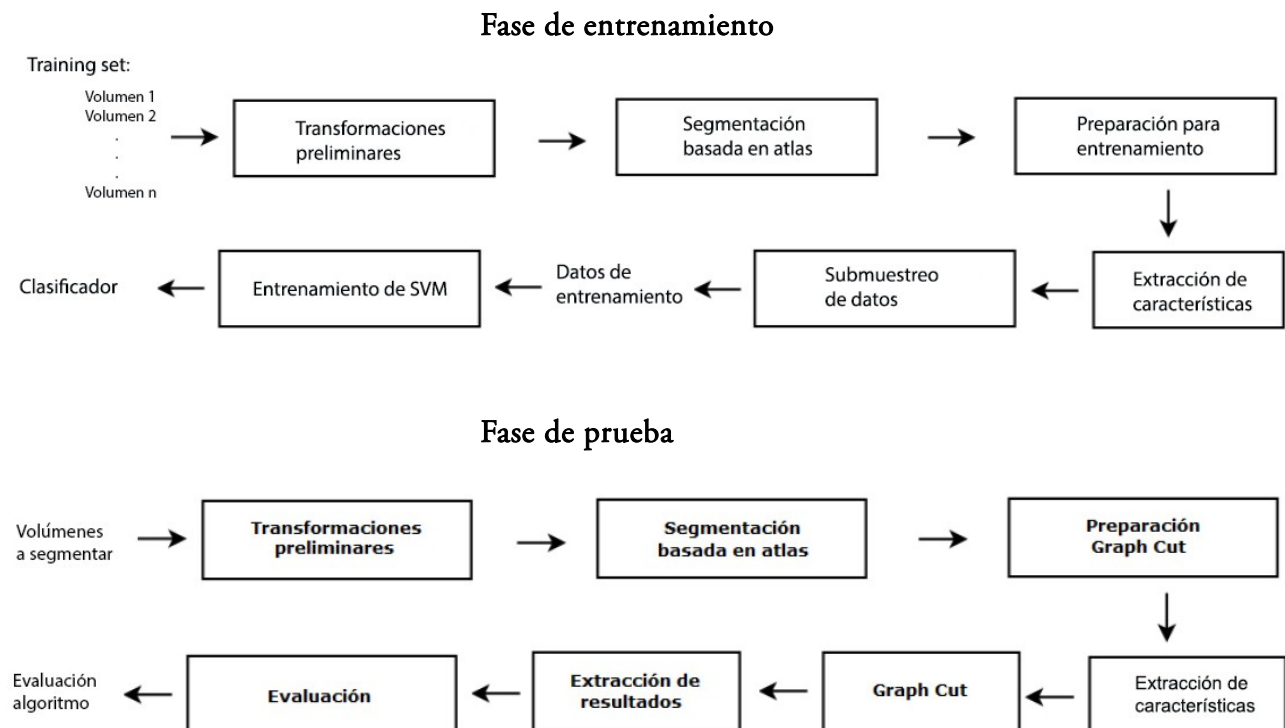 Fase de entrenamiento
Training set:
Volumen 1
Volumen 2
.
.
.
Volumen n
Transformaciones
preliminares
Segmentación
basada en atlas
Preparación para
entrenamiento
Extracción de
características
Submuestreo
de datos
Datos de
entrenamiento
Entrenamiento de SVM
Clasificador
Fase de prueba
Volúmenes
a segmentar
Transformaciones
preliminares
Segmentación
basada en atlas
Preparación
Graph Cut
Extracción de
características
Graph Cut
Extracción de
resultados
Evaluación
Evaluación
algoritmo